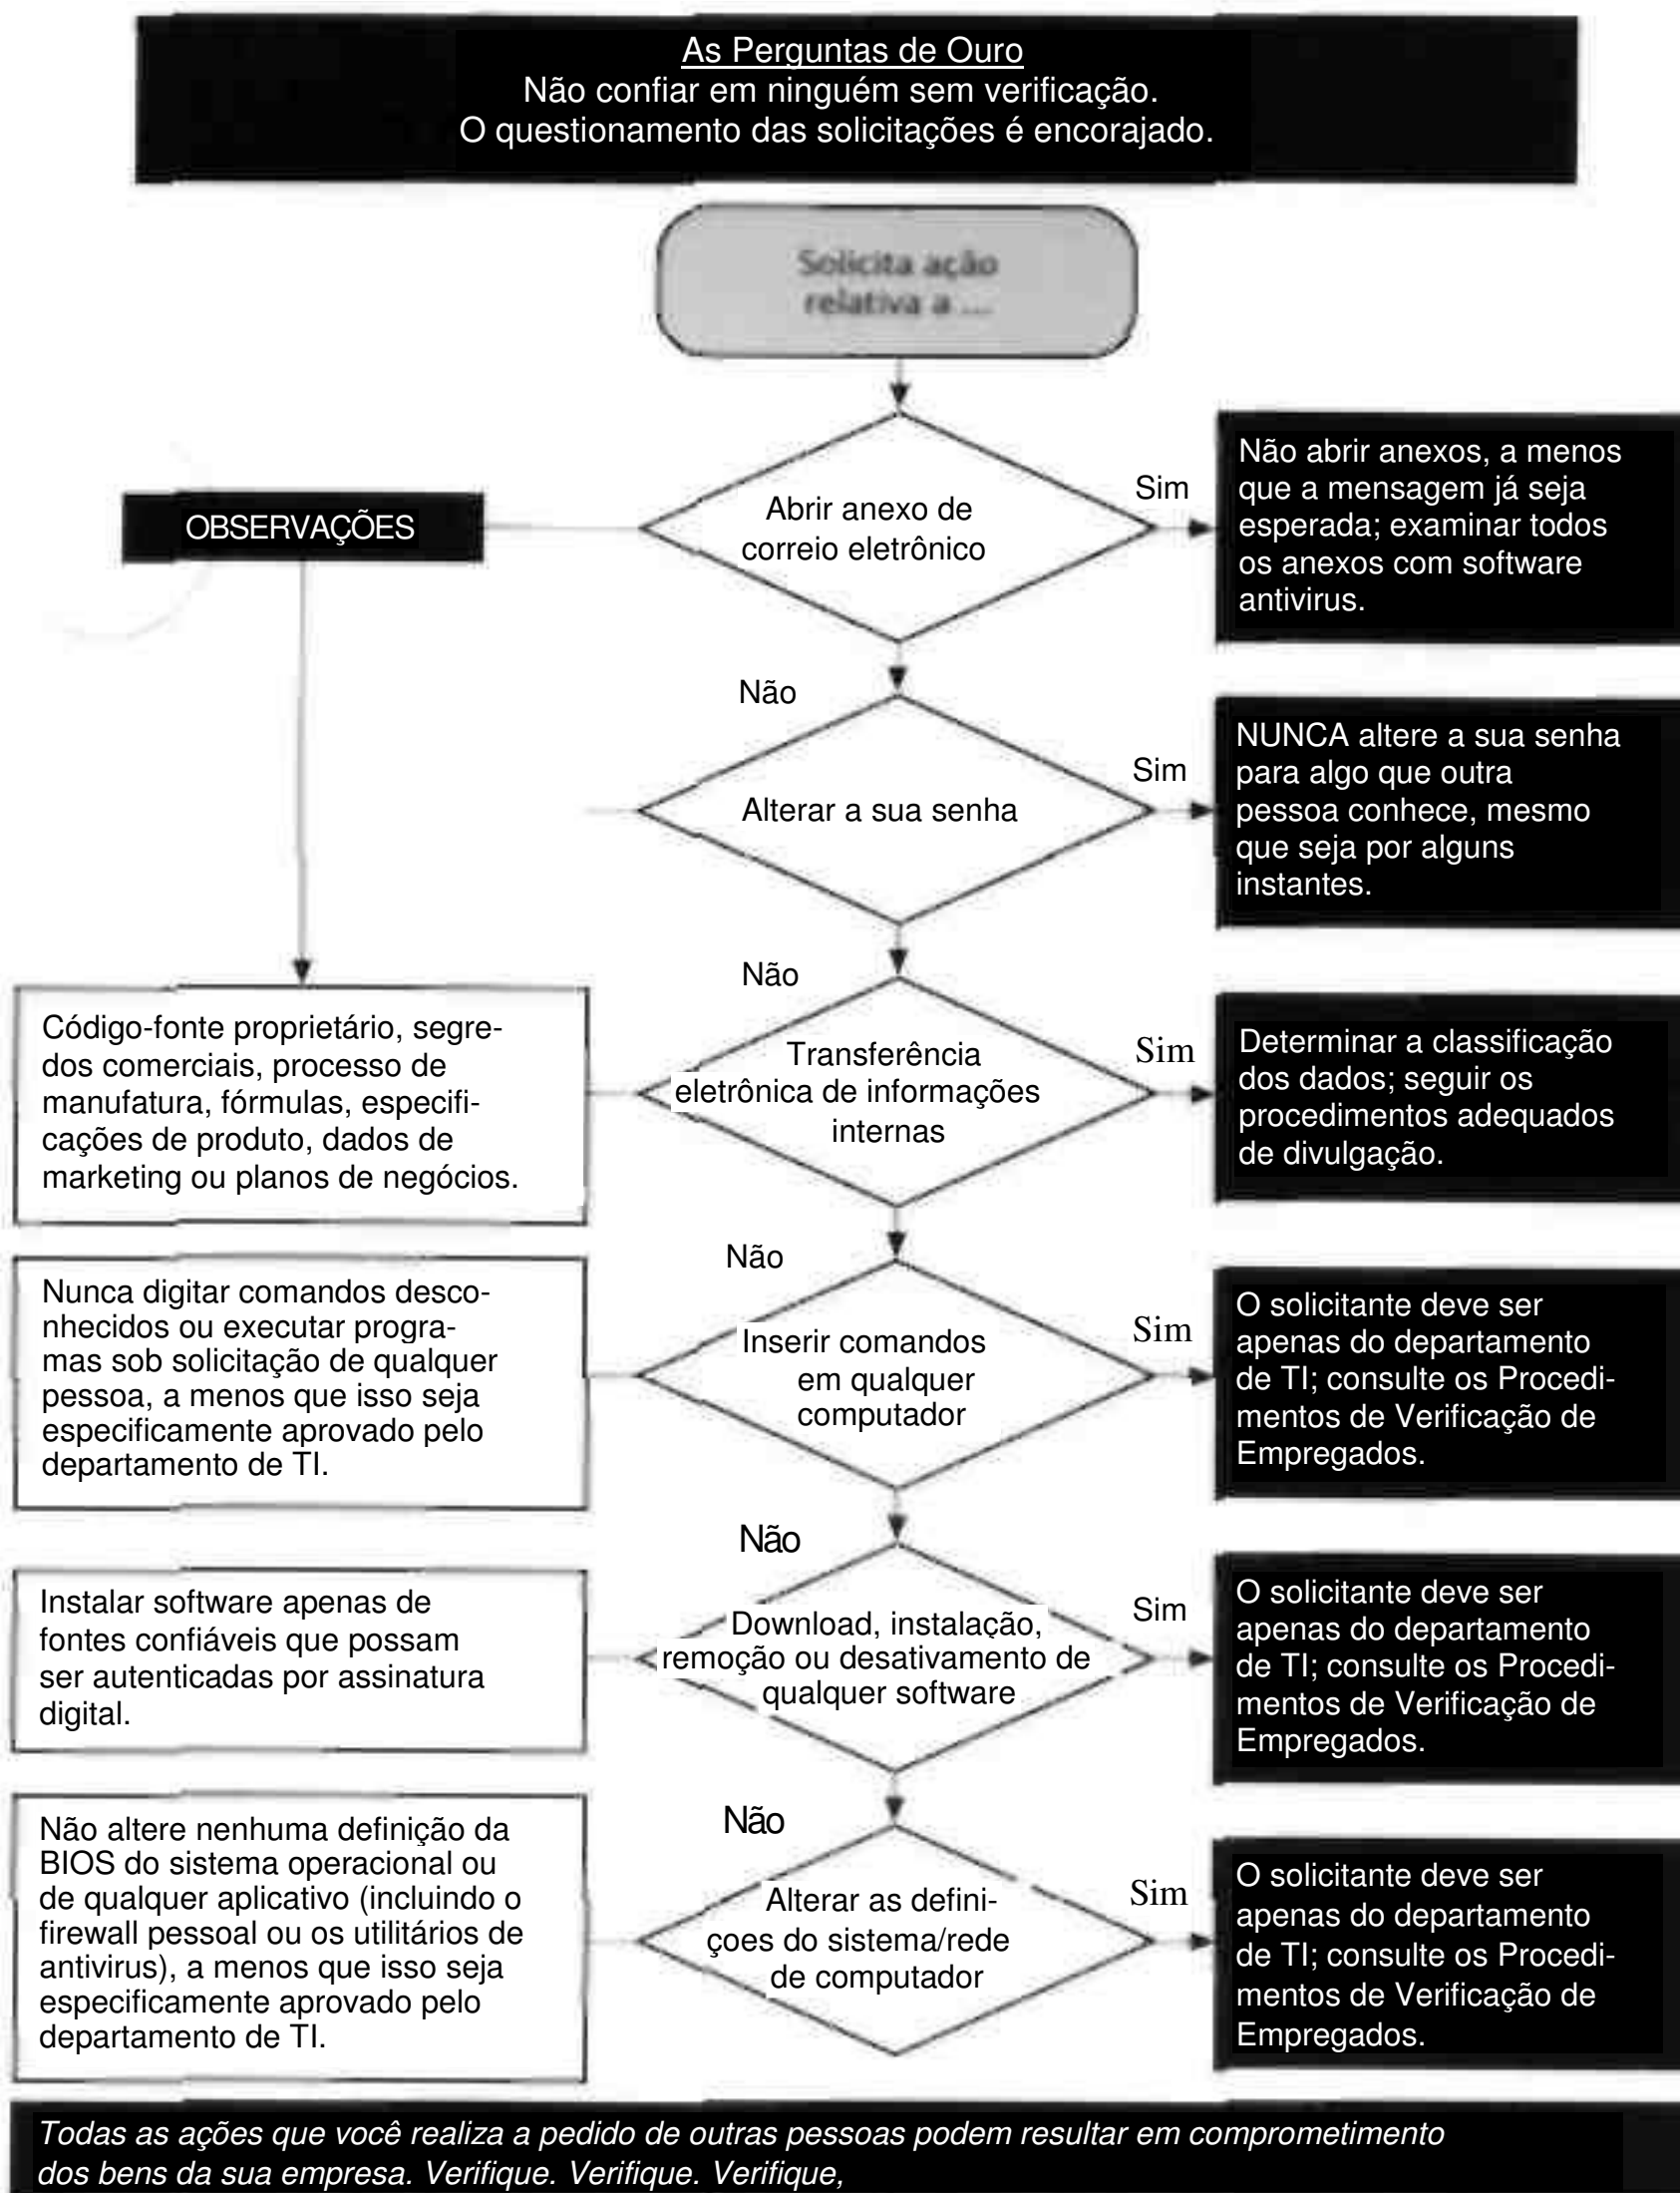 As Perguntas de Ouro
Não confiar em ninguém sem verificação.
O questionamento das solicitações é encorajado.
Solicita ação
relativa a ...
OBSERVAÇÕES
Abrir anexo de
correio eletrônico
Sim
Não abrir anexos, a menos
que a mensagem já seja
esperada; examinar todos
os anexos com software
antivirus.
Não
Alterar a sua senha
Sim
NUNCA altere a sua senha
para algo que outra
pessoa conhece, mesmo
que seja por alguns
instantes.
Não
Código-fonte proprietário, segre-
dos comerciais, processo de
manufatura, fórmulas, especifi-
cações de produto, dados de
marketing ou planos de negócios.
Transferência
eletrônica de informações
internas
Sim
Determinar a classificação
dos dados; seguir os
procedimentos adequados
de divulgação.
Não
Nunca digitar comandos desco-
nhecidos ou executar progra-
mas sob solicitação de qualquer
pessoa, a menos que isso seja
especificamente aprovado pelo
departamento de TI.
Inserir comandos
em qualquer
computador
Sim
O solicitante deve ser
apenas do departamento
de TI; consulte os Procedi-
mentos de Verificação de
Empregados.
Não
Instalar software apenas de
fontes confiáveis que possam
ser autenticadas por assinatura
digital.
Download, instalação,
remoção ou desativamento de
qualquer software
Sim
O solicitante deve ser
apenas do departamento
de TI; consulte os Procedi-
mentos de Verificação de
Empregados.
Não
Não altere nenhuma definição da
BIOS do sistema operacional ou
de qualquer aplicativo (incluindo o
firewall pessoal ou os utilitários de
antivirus), a menos que isso seja
especificamente aprovado pelo
departamento de TI.
Alterar as defini-
çoes do sistema/rede
de computador
Sim
O solicitante deve ser
apenas do departamento
de TI; consulte os Procedi-
mentos de Verificação de
Empregados.
Todas as ações que você realiza a pedido de outras pessoas podem resultar em comprometimento
dos bens da sua empresa. Verifique. Verifique. Verifique,